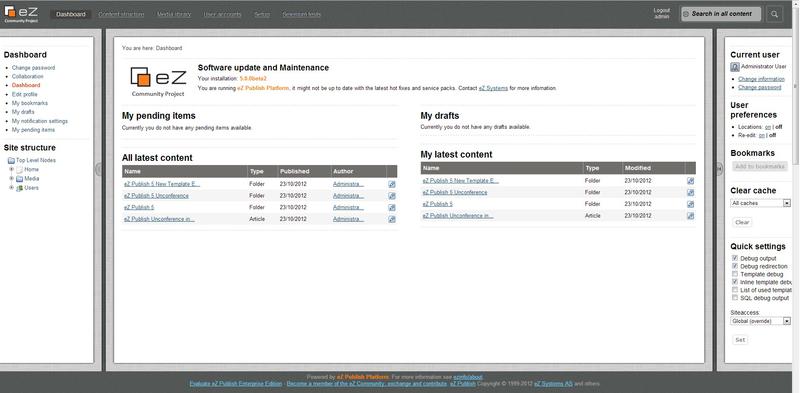 eZ
Community Project
Dashboard Content structure Media library User accounts Setup Selenium tests
Logout
admin
Search in all content
Dashboard
Change password
Collaboration
Dashboard
Edit profile
My bookmarks
My drafts
My notification settings
My pending items
Site structure
Top Level Nodes
Home
Media
Users
You are here: Dashboard
eZ
Community Project
Software update and Maintenance
Your installation: 5.0.0beta2
You are running eZ Publish Platform, it might not be up to date with the latest hot fixes and service packs. Contact eZ Systems for more infomation.
My pending items
Currently you do not have any pending items available.
All latest content
Name Type Published Author
eZ Publish 5 New Template E... Folder 23/10/2012 Administra...
eZ Publish 5 Unconference Folder 23/10/2012 Administra...
eZ Publish 5 Folder 23/10/2012 Administra...
eZ Publish Unconference in... Article 23/10/2012 Administra...
My drafts
Currently you do not have any drafts available.
My latest content
Name Type Modified
eZ Publish 5 New Template E... Folder 23/10/2012
eZ Publish 5 Unconference Folder 23/10/2012
eZ Publish 5 Folder 23/10/2012
eZ Publish Unconference in... Article 23/10/2012
Current user
Administrator User
Change information
Change password
User
preferences
Locations: on | off
Re-edit: on | off
Bookmarks
Add to bookmarks
Clear cache
All caches
Clear
Quick settings
Debug output
Debug redirection
Template debug
Inline template debu
List of used templat
SQL debug output
Siteaccess:
Global (override)
Set
Powered by eZ Publish Platform. For more information see ezinfo/about.
Evaluate eZ Publish Enterprise Edition - Become a member of the eZ Community, exchange and contribute. eZ Publish Copyright © 1999-2012 eZ Systems AS and others.